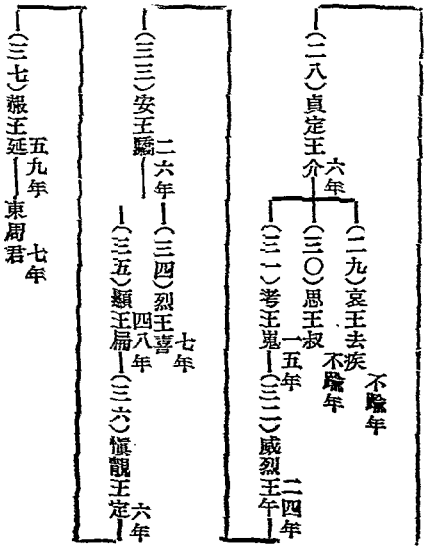 （二八）貞定王介
六年
（二九）哀王去疾
不踰年
（三〇）思王叔
不踰年
（三一）考王嵬
一五年
（三二）威烈王午
二四年
（三三）安王驕
二六年
（三四）烈王喜
七年
（三五）顯王扁
四八年
（三六）愼靚王定
六年
（三七）赧王延
五九年
東周君
七年